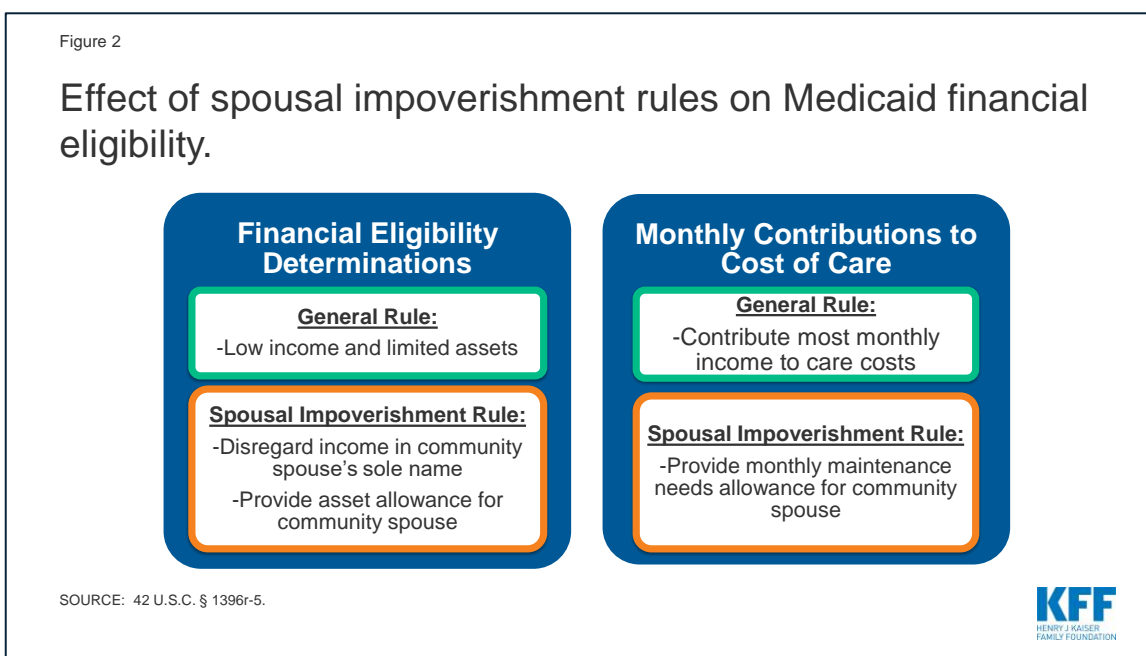 Figure 2
Effect of spousal impoverishment rules on Medicaid financial
eligibility.
Financial Eligibility
Determinations
General Rule:
-Low income and limited assets
Spousal Impoverishment Rule:
-Disregard income in community
spouse's sole name
-Provide asset allowance for
community spouse
Monthly Contributions to
Cost of Care
General Rule:
-Contribute most monthly
income to care costs
Spousal Impoverishment Rule:
-Provide monthly maintenance
needs allowance for community
spouse
SOURCE: 42 U.S.C. § 1396r-5.
KFF
HENRY J KAISER
FAMILY FOUNDATION